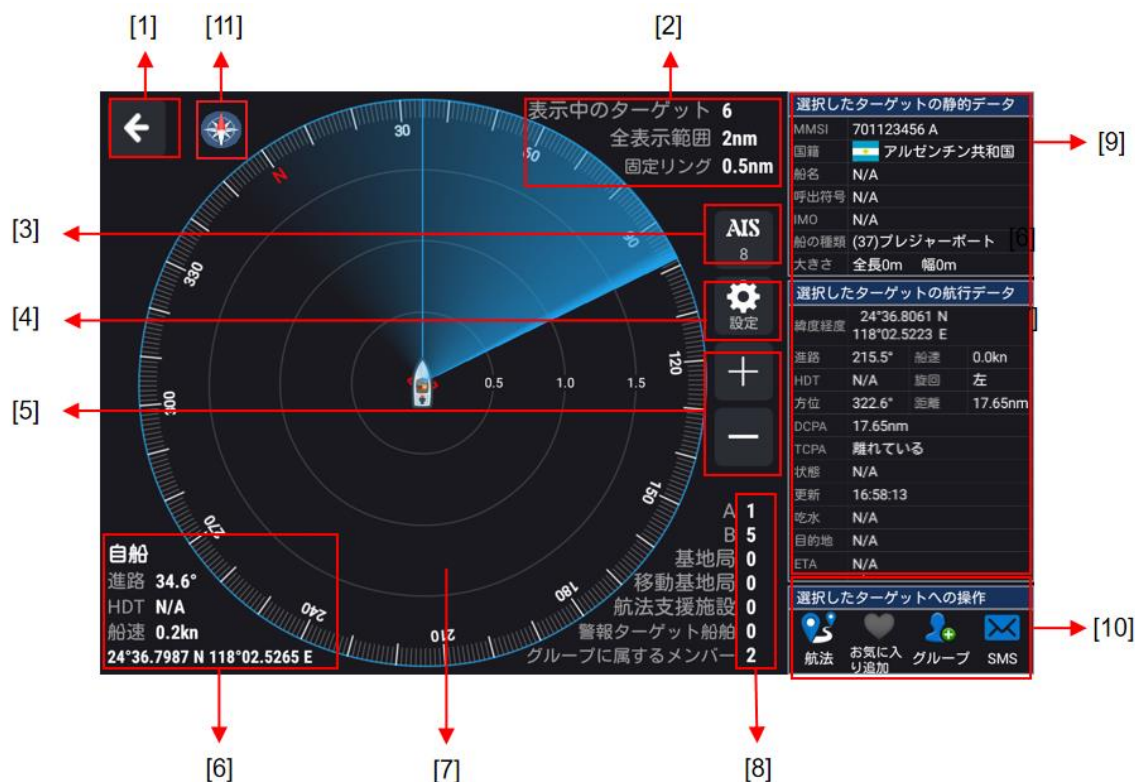 [1]
[11]
[2]
表示中のターゲット 6
全表示範囲 2nm
固定リング 0.5nm
[3]
AIS
8
[4]
設定
[5]
N
30
60
90
120
150
180
210
240
270
300
330
0.5
1.0
1.5
自船
進路 34.6°
HDT N/A
船速 0.2kn
24°36.7987 N 118°02.5265 E
A 1
B 5
基地局 0
移動基地局 0
航法支援施設 0
警報ターゲット船舶 0
グループに属するメンバー 2
選択したターゲットの静的データ
MMSI 701123456 A
国籍 アルゼンチン共和国
船名 N/A
呼出符号 N/A
IMO N/A
船の種類 (37)プレジャーボート
[6]
大きさ 全長0m 幅0m
[9]
選択したターゲットの航行データ
]
緯度経度 24°36.8061 N
118°02.5223 E
進路 215.5° 船速 0.0kn
HDT N/A 旋回 左
方位 322.6° 距離 17.65nm
DCPA 17.65nm
TCPA 離れている
状態 N/A
更新 16:58:13
吃水 N/A
目的地 N/A
ETA N/A
選択したターゲットへの操作
航法
お気に入
り追加
グループ
SMS
[10]
[6]
[7]
[8]